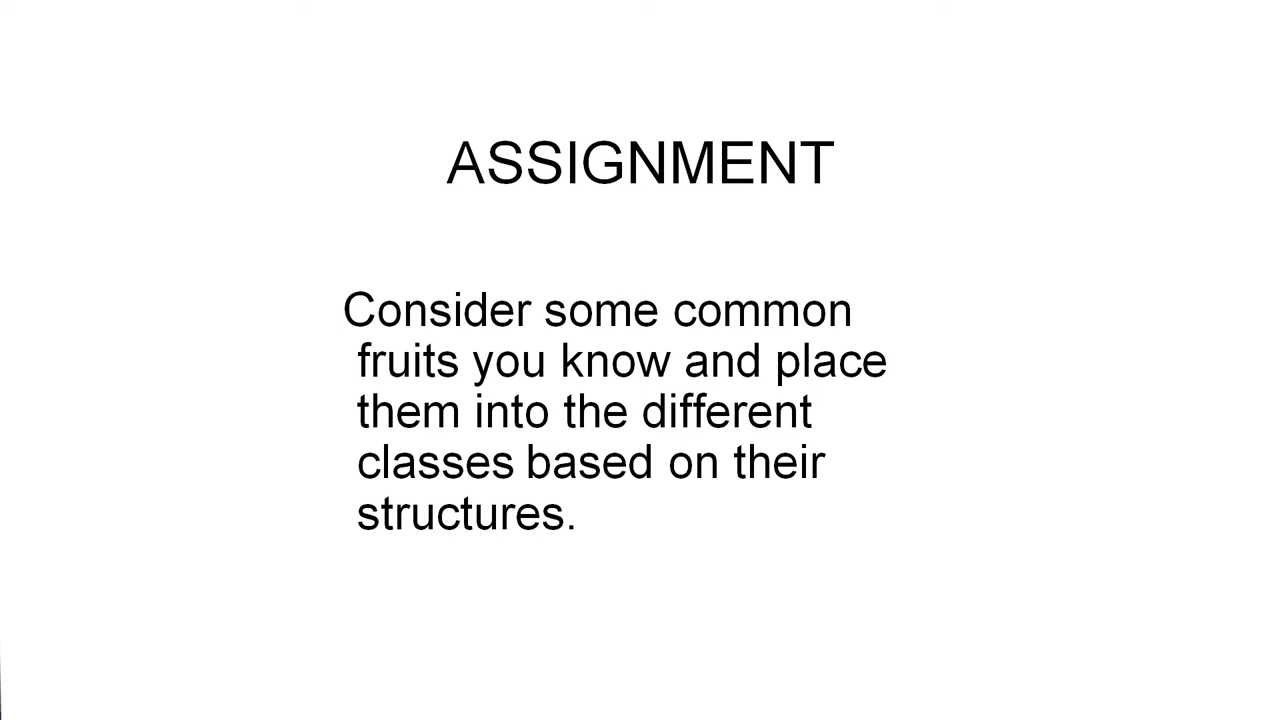 ASSIGNMENT
Consider some common
fruits you know and place
them into the different
classes based on their
structures.